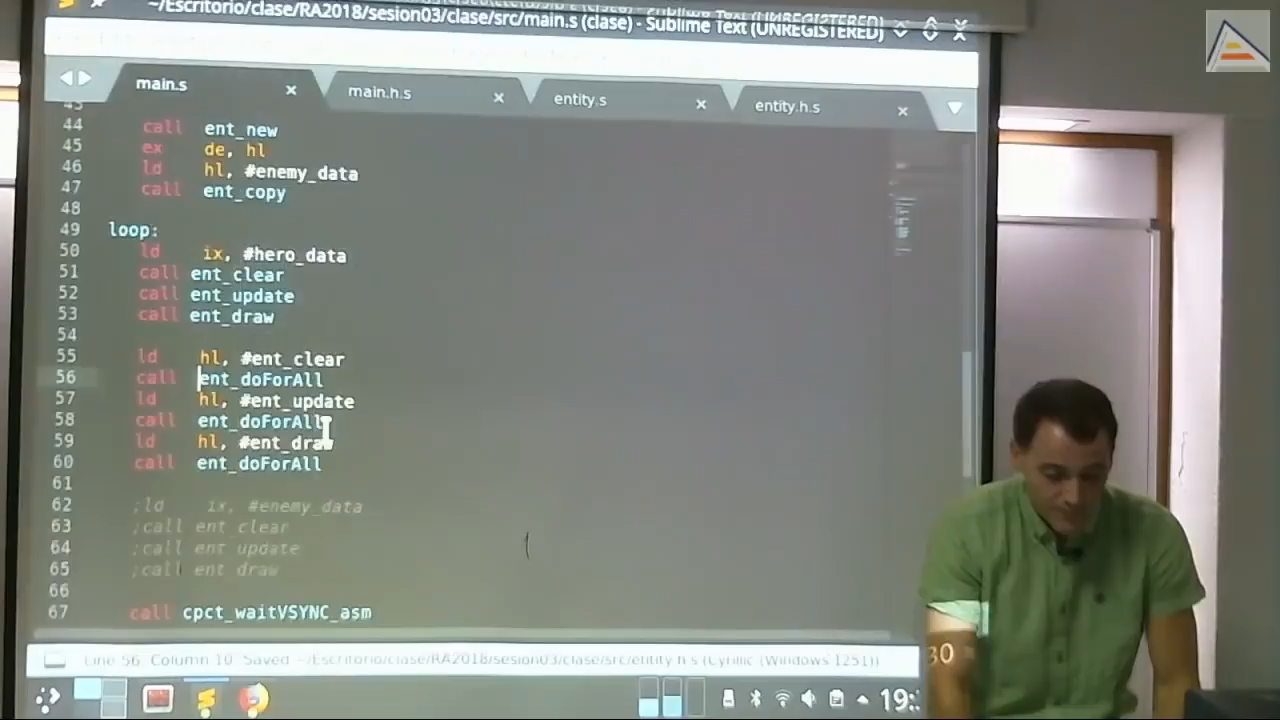 ~/Escritorio/clase/RA2018/sesion03/clase/src/main.s (clase) - Sublime Text (UNREGISTERED)
main.s
main.h.s
entity.s
entity.h.s
43
44 call ent_new
45 ex de, hl
46 ld hl, #enemy_data
47 call ent_copy
48
49 loop:
50 ld ix, #hero_data
51 call ent_clear
52 call ent_update
53 call ent_draw
54
55 ld hl, #ent_clear
56 call ent_doForAll
57 ld hl, #ent_update
58 call ent_doForAll
59 ld hl, #ent_draw
60 call ent_doForAll
61
62 ;ld ix, #enemy_data
63 ;call ent_clear
64 ;call ent_update
65 ;call ent_draw
66
67 call cpct_waitVSYNC_asm
Line 56, Column 10; Saved ~/Escritorio/clase/RA2018/sesion03/clase/src/entity.h.s (Cyrillic (Windows 1251))
19:
30